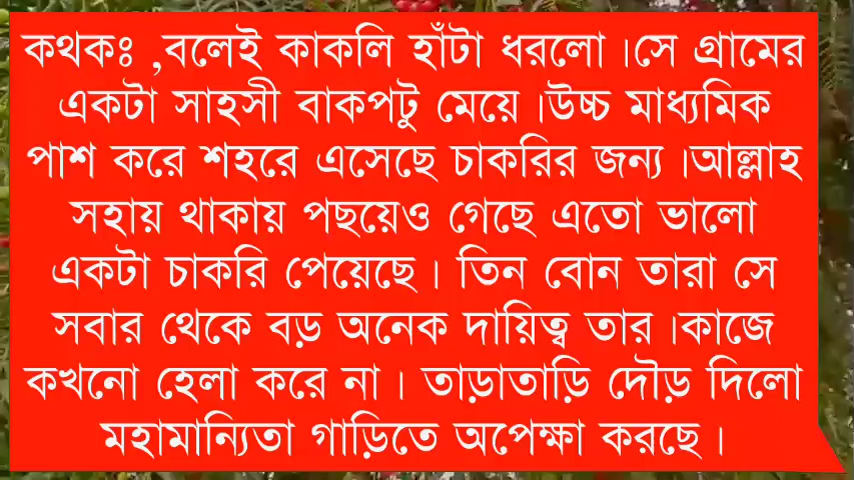 কথকঃ ,বলেই কাকলি হাঁটা ধরলো।সে গ্রামের
একটা সাহসী বাকপটু মেয়ে।উচ্চ মাধ্যমিক
পাশ করে শহরে এসেছে চাকরির জন্য।আল্লাহ
সহায় থাকায় পছয়েও গেছে এতো ভালো
একটা চাকরি পেয়েছে। তিন বোন তারা সে
সবার থেকে বড় অনেক দায়িত্ব তার।কাজে
কখনো হেলা করে না। তাড়াতাড়ি দৌড় দিলো
মহামান্যিতা গাড়িতে অপেক্ষা করছে।